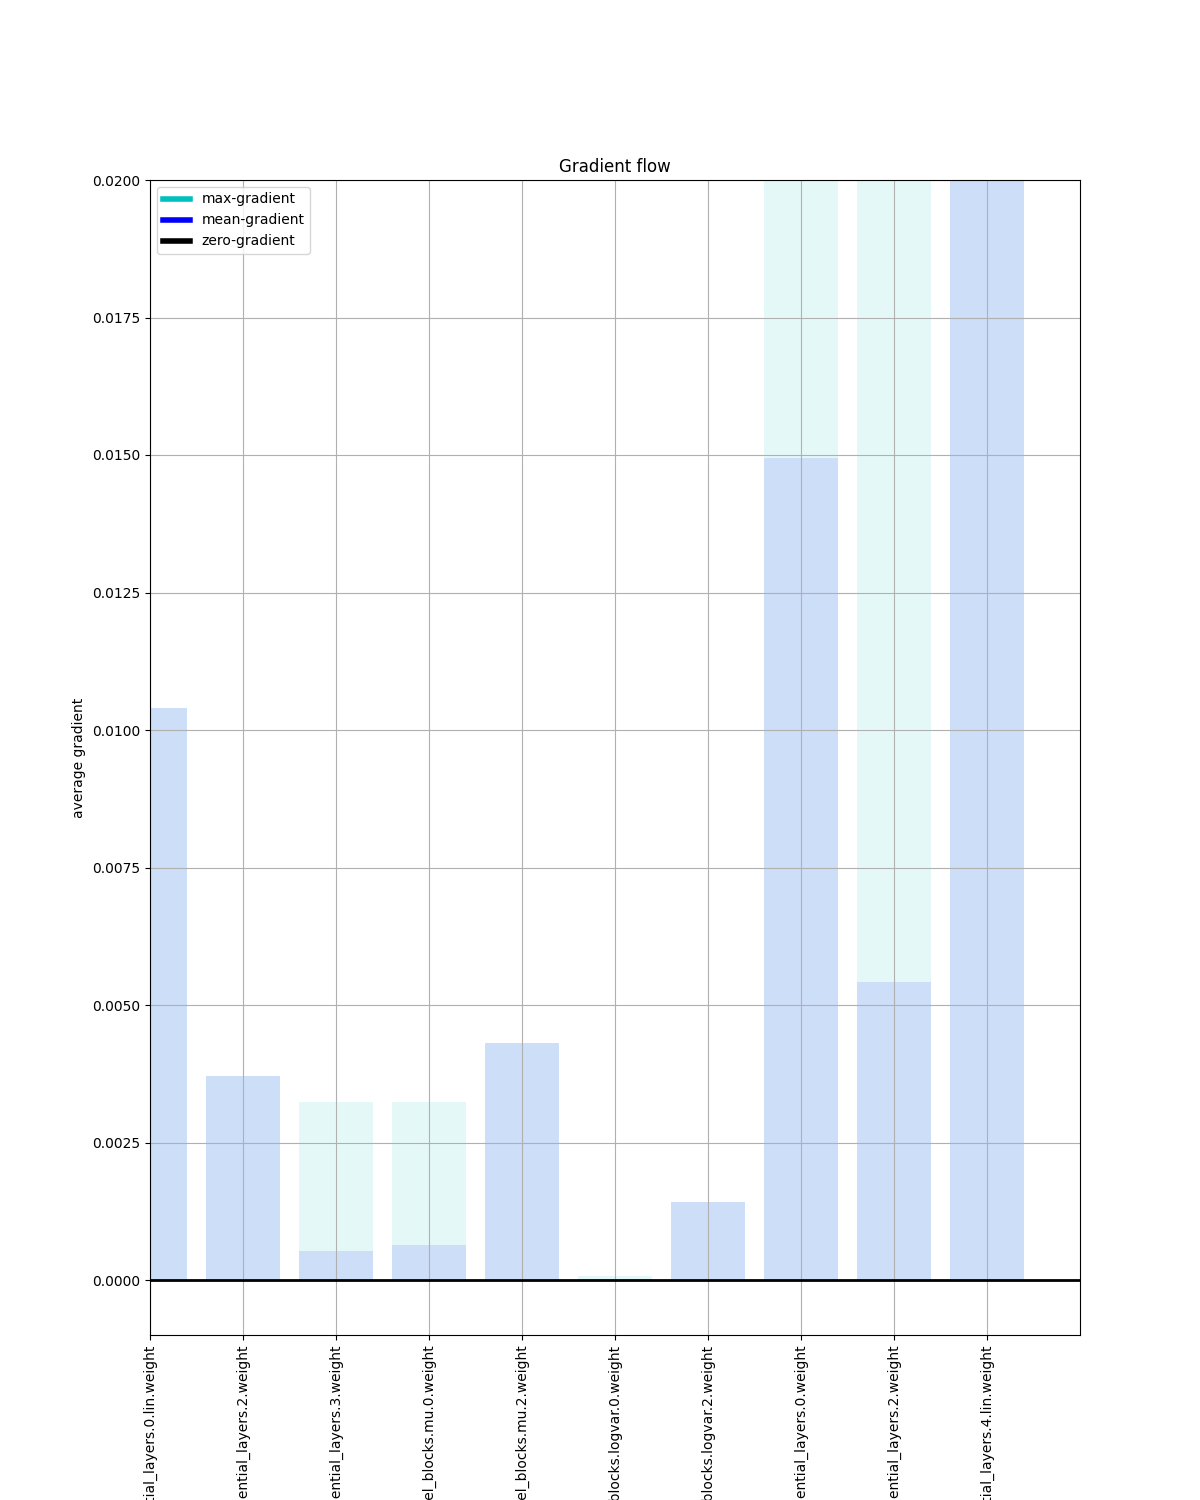 Gradient flow
max-gradient
mean-gradient
zero-gradient
0.0200
0.0175
0.0150
0.0125
0.0100
0.0075
0.0050
0.0025
0.0000
average gradient
tial_layers.0.lin.weight
ential_layers.2.weight
ential_layers.3.weight
el_blocks.mu.0.weight
el_blocks.mu.2.weight
blocks.logvar.0.weight
blocks.logvar.2.weight
ential_layers.0.weight
ential_layers.2.weight
tial_layers.4.lin.weight